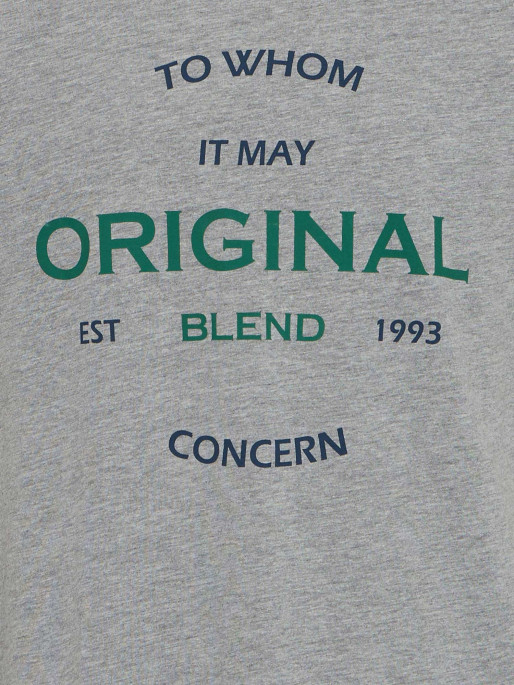 TO WHOM
IT MAY
ORIGINAL
EST BLEND 1993
CONCERN